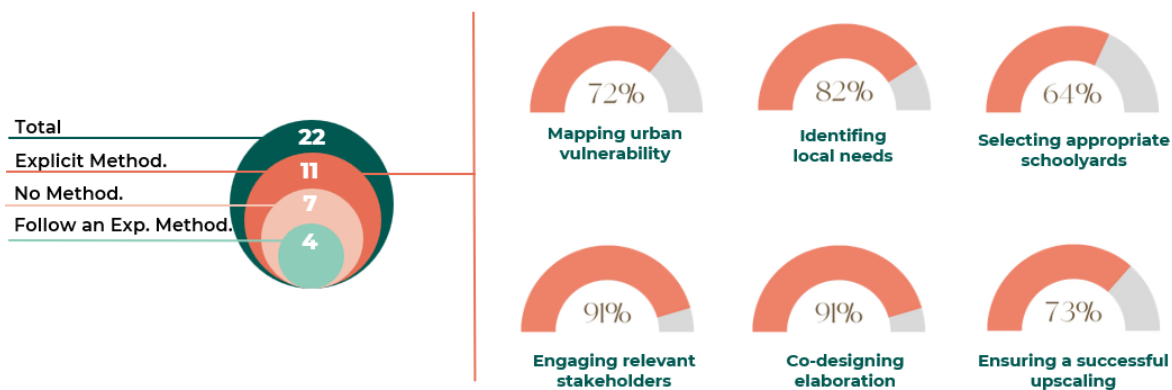 Total
22
Explicit Method.
11
No Method.
7
Follow an Exp. Method.
4
72%
Mapping urban
vulnerability
82%
Identifing
local needs
64%
Selecting appropriate
schoolyards
91%
Engaging relevant
stakeholders
91%
Co-designing
elaboration
73%
Ensuring a successful
upscaling